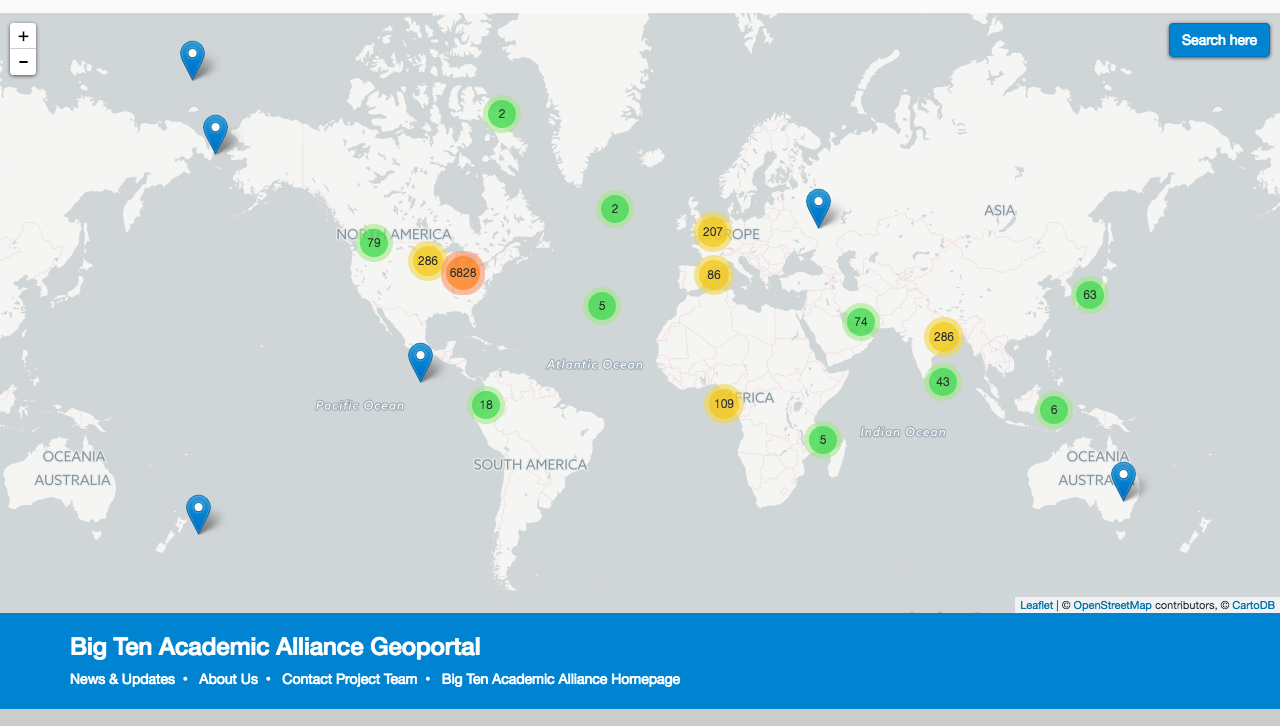 +
Search here
−
2
2
ASIA
NORTH AMERICA
79
207
EUROPE
286
6828
86
63
5
74
286
Atlantic Ocean
43
Pacific Ocean
18
109
AFRICA
6
Indian Ocean
5
OCEANIA
OCEANIA
SOUTH AMERICA
AUSTRALIA
AUSTRALIA
Leaflet | © OpenStreetMap contributors, © CartoDB
Big Ten Academic Alliance Geoportal
News & Updates • About Us • Contact Project Team • Big Ten Academic Alliance Homepage